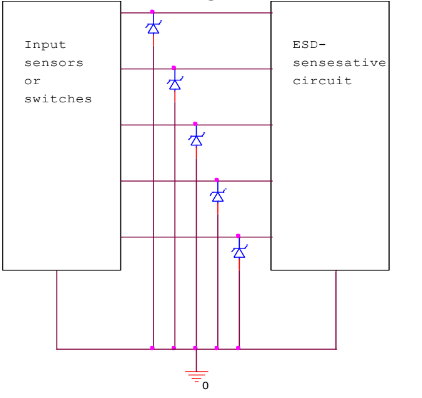 Input
sensors
or
switches
ESD-
sensesative
circuit
0